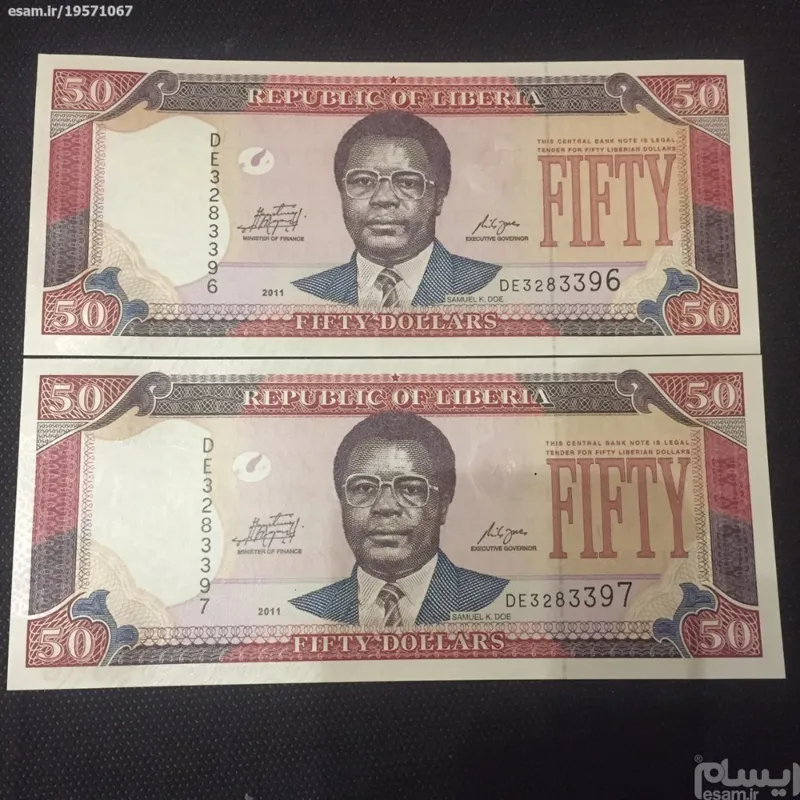 esam.ir/19571067
50 REPUBLIC OF LIBERIA 50
THIS CENTRAL BANK NOTE IS LEGAL
TENDER FOR FIFTY LIBERIAN DOLLARS
FIFTY
DE3283396
MINISTER OF FINANCE
EXECUTIVE GOVERNOR
2011
DE3283396
SAMUEL K. DOE
50 FIFTY DOLLARS 50
50 REPUBLIC OF LIBERIA 50
THIS CENTRAL BANK NOTE IS LEGAL
TENDER FOR FIFTY LIBERIAN DOLLARS
FIFTY
DE3283397
MINISTER OF FINANCE
EXECUTIVE GOVERNOR
2011
DE3283397
SAMUEL K. DOE
50 FIFTY DOLLARS 50
ایسام®
esam.ir